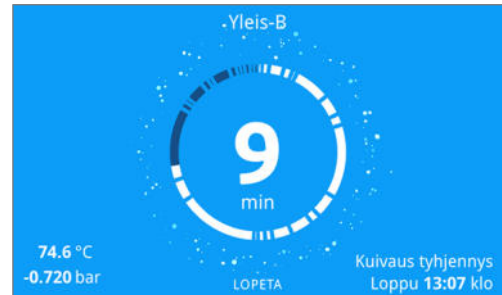 Yleis-B
9
min
74.6 °C
-0.720 bar
LOPETA
Kuivaus tyhjennys
Loppu 13:07 klo